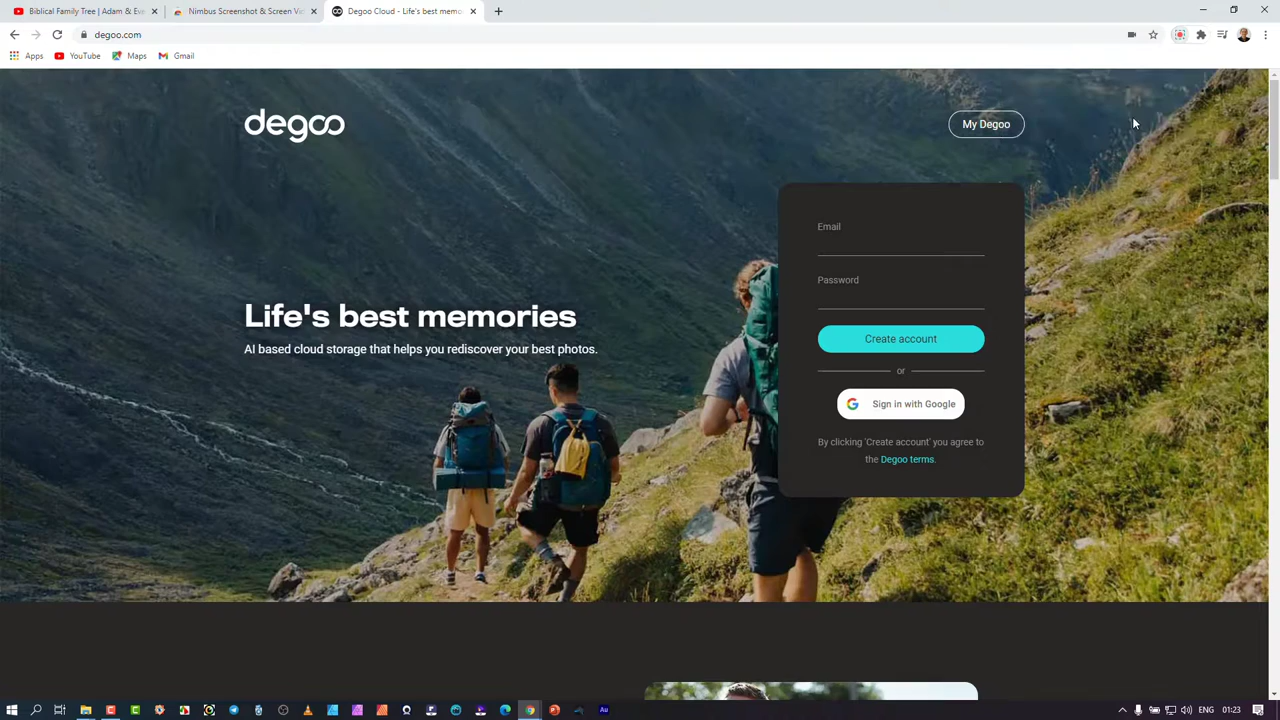 Biblical Family Tree | Adam & Eve
Nimbus Screenshot & Screen Vid
Degoo Cloud - Life's best memo
degoo.com
Apps
YouTube
Maps
Gmail
degoo
My Degoo
Email
Password
Life's best memories
Create account
AI based cloud storage that helps you rediscover your best photos.
or
Sign in with Google
By clicking 'Create account' you agree to
the Degoo terms.
Au
ENG
01:23